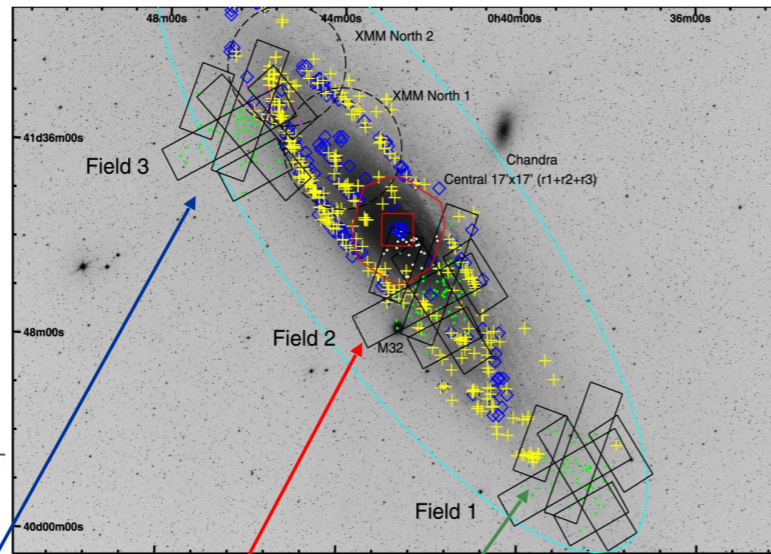 48m00s 44m00s 0h40m00s 36m00s
XMM North 2
XMM North 1
41d36m00s
Field 3
Chandra
Central 17'x17' (r1+r2+r3)
48m00s
Field 2
M32
Field 1
40d00m00s